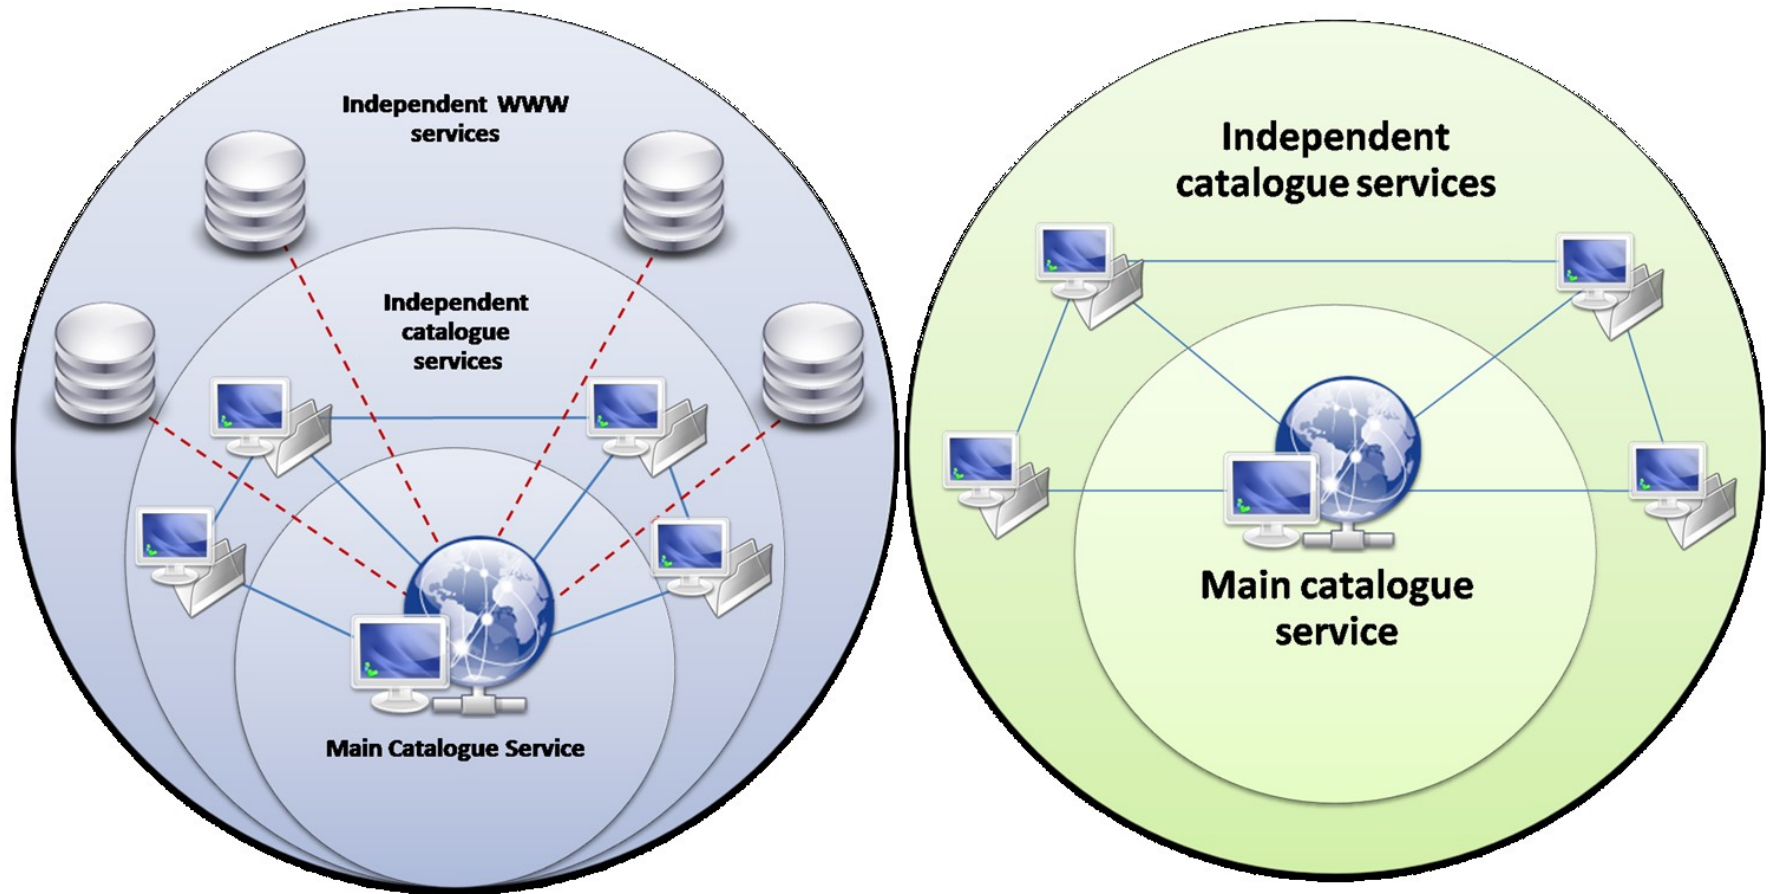 Independent WWW
services
Independent
catalogue
services
Main Catalogue Service
Independent
catalogue services
Main catalogue
service